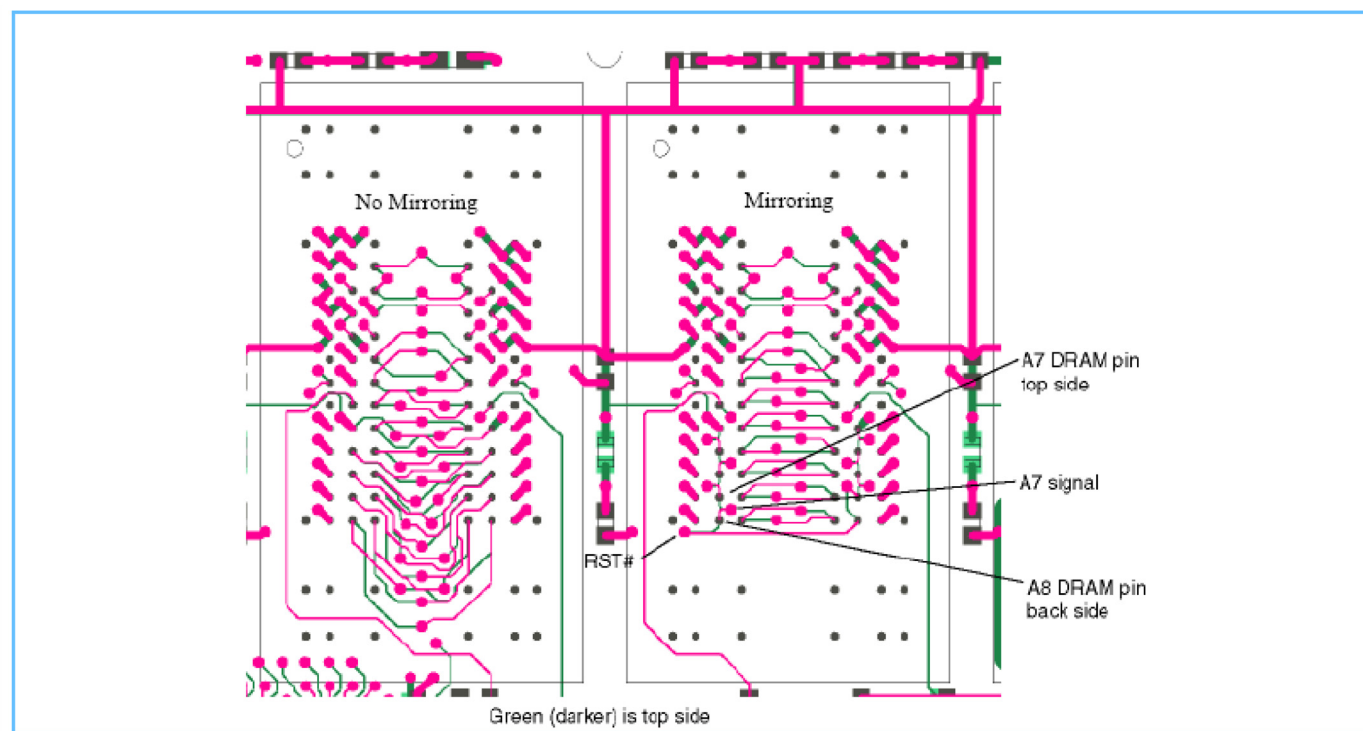 No Mirroring
Mirroring
A7 DRAM pin
top side
A7 signal
RST#
A8 DRAM pin
back side
Green (darker) is top side